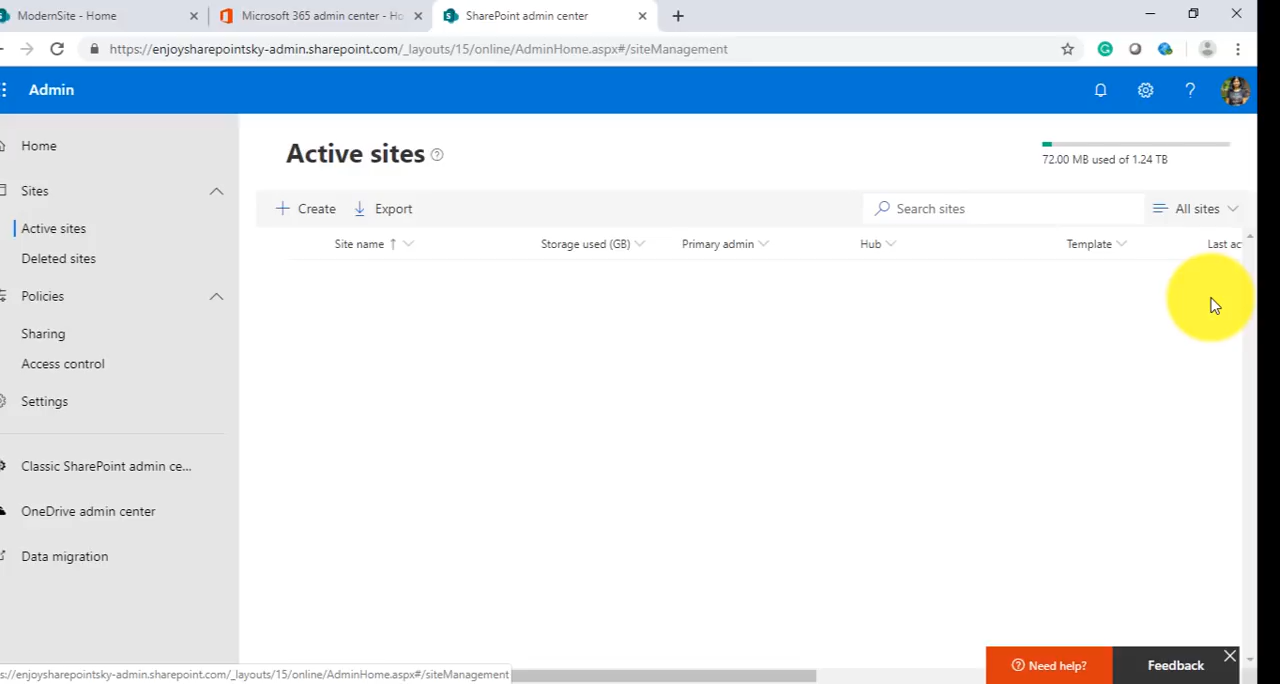 ModernSite - Home
Microsoft 365 admin center - Ho
SharePoint admin center
https://enjoysharepointsky-admin.sharepoint.com/_layouts/15/online/AdminHome.aspx#/siteManagement
Admin
Home
Sites
Active sites
Deleted sites
Policies
Sharing
Access control
Settings
Classic SharePoint admin ce...
OneDrive admin center
Data migration
Active sites
72.00 MB used of 1.24 TB
Create
Export
Search sites
All sites
Site name
Storage used (GB)
Primary admin
Hub
Template
Last ac
Need help?
Feedback
s://enjoysharepointsky-admin.sharepoint.com/_layouts/15/online/AdminHome.aspx#/siteManagement